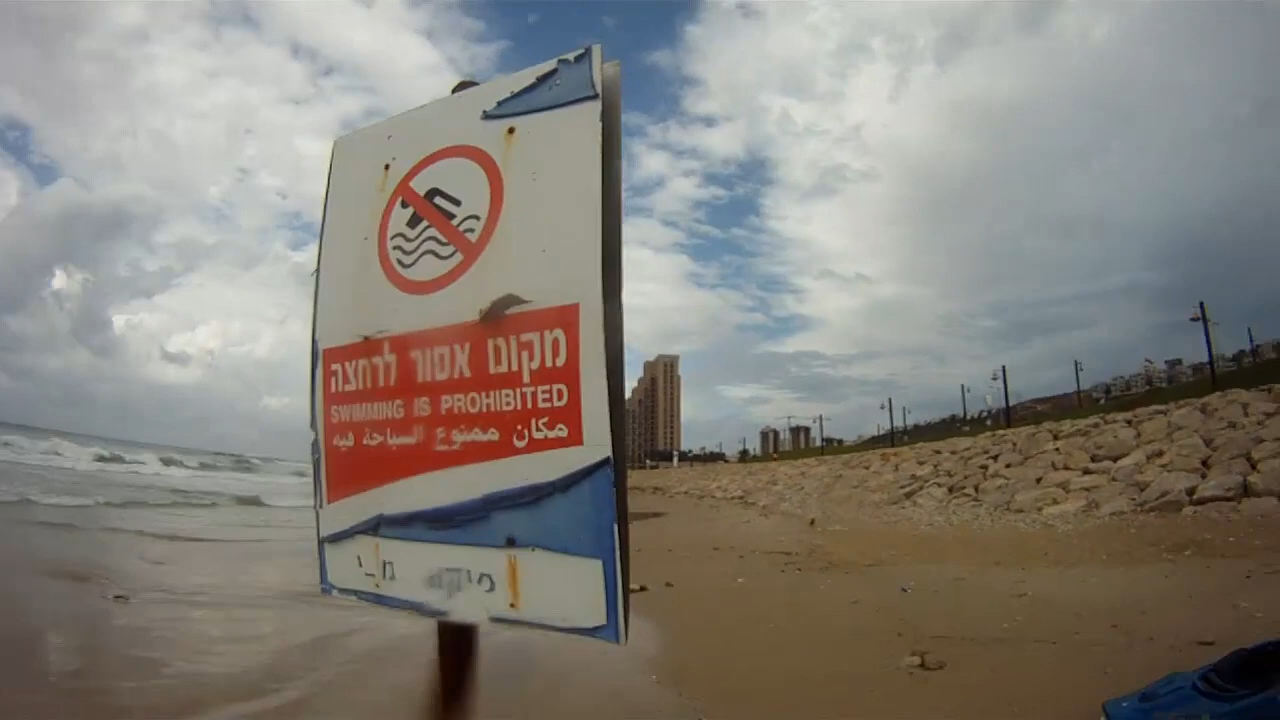 מקום אסור לרחצה
SWIMMING IS PROHIBITED
مكان ممنوع السباحة فيه